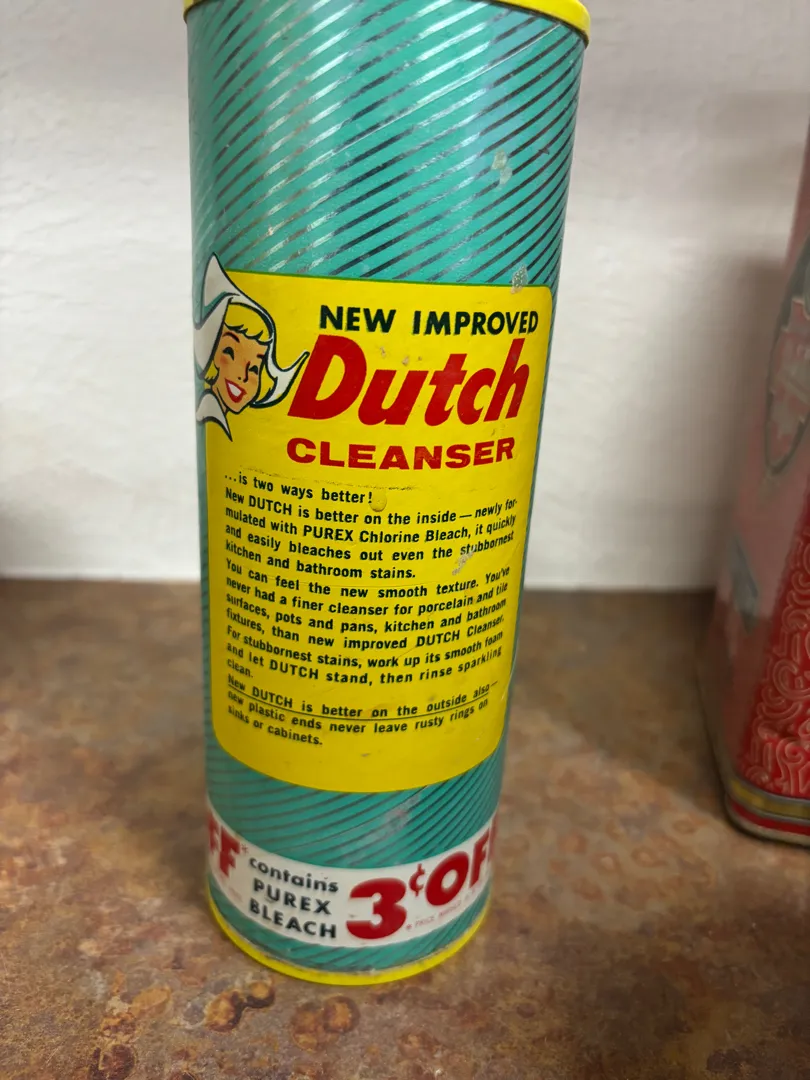 NEW IMPROVED
Dutch
CLEANSER
...is two ways better!
New DUTCH is better on the inside — newly for-
mulated with PUREX Chlorine Bleach, it quickly
and easily bleaches out even the stubbornest
kitchen and bathroom stains.
You can feel the new smooth texture. You've
never had a finer cleanser for porcelain and tile
surfaces, pots and pans, kitchen and bathroom
fixtures, than new improved DUTCH Cleanser.
For stubbornest stains, work up its smooth foam
and let DUTCH stand, then rinse sparkling
clean.
New DUTCH is better on the outside also—
new plastic ends never leave rusty rings on
sinks or cabinets.
contains
PUREX
BLEACH
3¢ OFF